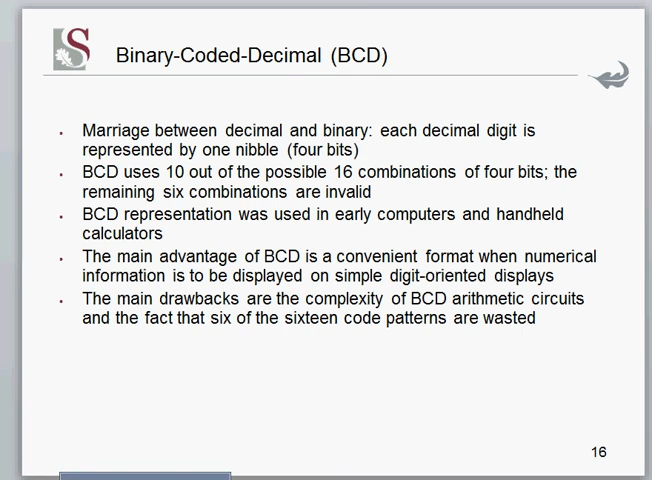 S
Binary-Coded-Decimal (BCD)
Marriage between decimal and binary: each decimal digit is
represented by one nibble (four bits)
BCD uses 10 out of the possible 16 combinations of four bits; the
remaining six combinations are invalid
BCD representation was used in early computers and handheld
calculators
The main advantage of BCD is a convenient format when numerical
information is to be displayed on simple digit-oriented displays
The main drawbacks are the complexity of BCD arithmetic circuits
and the fact that six of the sixteen code patterns are wasted
16